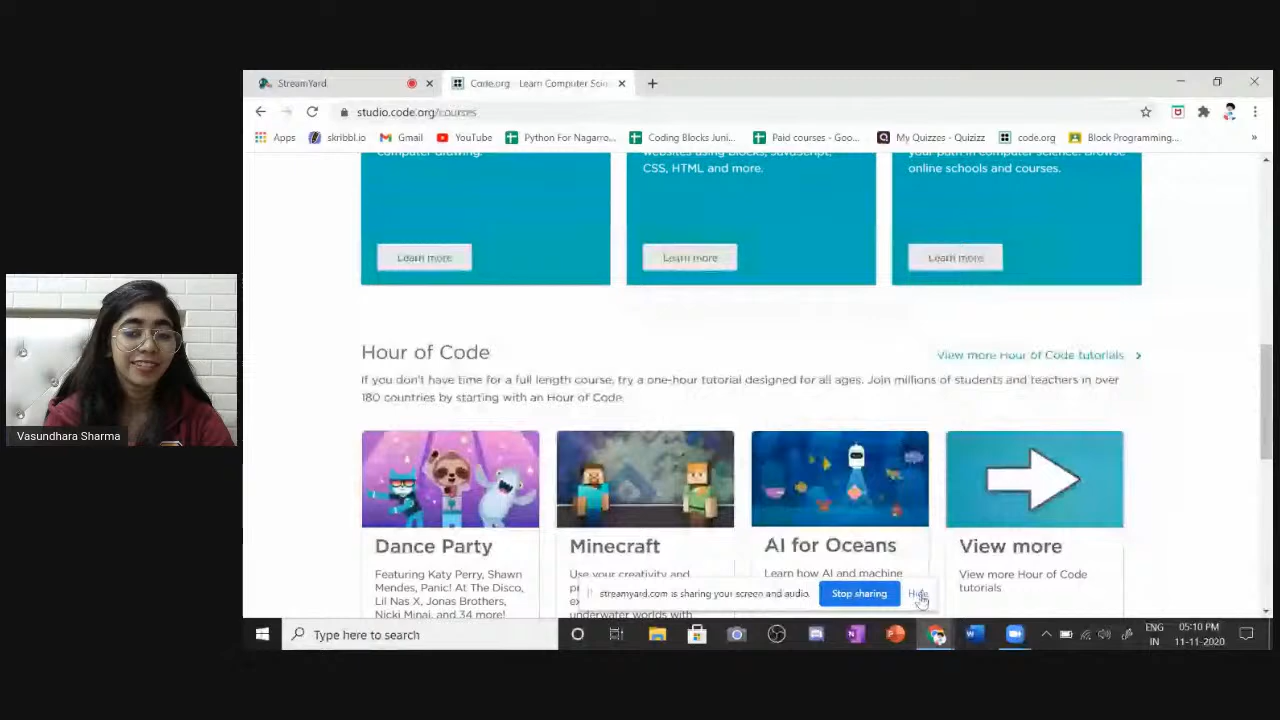 StreamYard
Code.org - Learn Computer Scie
studio.code.org/courses
Apps
skribbl.io
Gmail
YouTube
Python For Nagarro...
Coding Blocks Juni...
Paid courses - Goo...
My Quizzes - Quizizz
code.org
Block Programming...
»
computer drawing.
websites using blocks, JavaScript,
CSS, HTML and more.
your path in computer science. Browse
online schools and courses.
Learn more
Learn more
Learn more
Hour of Code
View more Hour of Code tutorials
If you don't have time for a full length course, try a one-hour tutorial designed for all ages. Join millions of students and teachers in over
180 countries by starting with an Hour of Code.
Vasundhara Sharma
Dance Party
Featuring Katy Perry, Shawn
Mendes, Panic! At The Disco,
Lil Nas X, Jonas Brothers,
Nicki Minaj, and 34 more!
Minecraft
Use your creativity and
underwater worlds with
AI for Oceans
Learn how AI and machine
View more
View more Hour of Code
tutorials
streamyard.com is sharing your screen and audio.
Stop sharing
Hide
Type here to search
ENG
IN
05:10 PM
11-11-2020